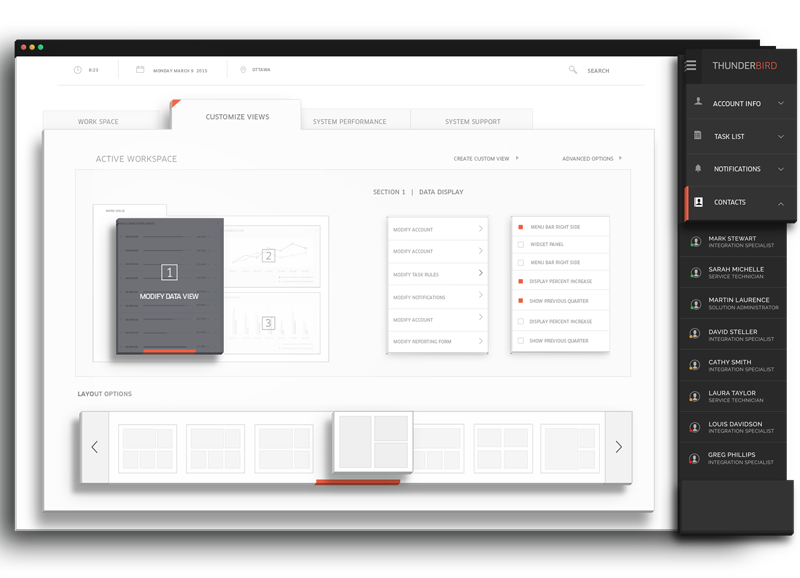 8:23
MONDAY MARCH 9 2015
OTTAWA
SEARCH
THUNDERBIRD
ACCOUNT INFO
TASK LIST
NOTIFICATIONS
CONTACTS
MARK STEWART
INTEGRATION SPECIALIST
SARAH MICHELLE
SERVICE TECHNICIAN
MARTIN LAURENCE
SOLUTION ADMINISTRATOR
DAVID STELLER
INTEGRATION SPECIALIST
CATHY SMITH
INTEGRATION SPECIALIST
LAURA TAYLOR
SERVICE TECHNICIAN
LOUIS DAVIDSON
INTEGRATION SPECIALIST
GREG PHILLIPS
INTEGRATION SPECIALIST
WORK SPACE
CUSTOMIZE VIEWS
SYSTEM PERFORMANCE
SYSTEM SUPPORT
ACTIVE WORKSPACE
CREATE CUSTOM VIEW
ADVANCED OPTIONS
SECTION 1 | DATA DISPLAY
WORK SPACE
1
MODIFY DATA VIEW
2
3
MODIFY ACCOUNT
MODIFY ACCOUNT
MODIFY TASK RULES
MODIFY NOTIFICATIONS
MODIFY ACCOUNT
MODIFY REPORTING FORM
MENU BAR RIGHT SIDE
WIDGET PANEL
MENU BAR RIGHT SIDE
DISPLAY PERCENT INCREASE
SHOW PREVIOUS QUARTER
DISPLAY PERCENT INCREASE
SHOW PREVIOUS QUARTER
LAYOUT OPTIONS